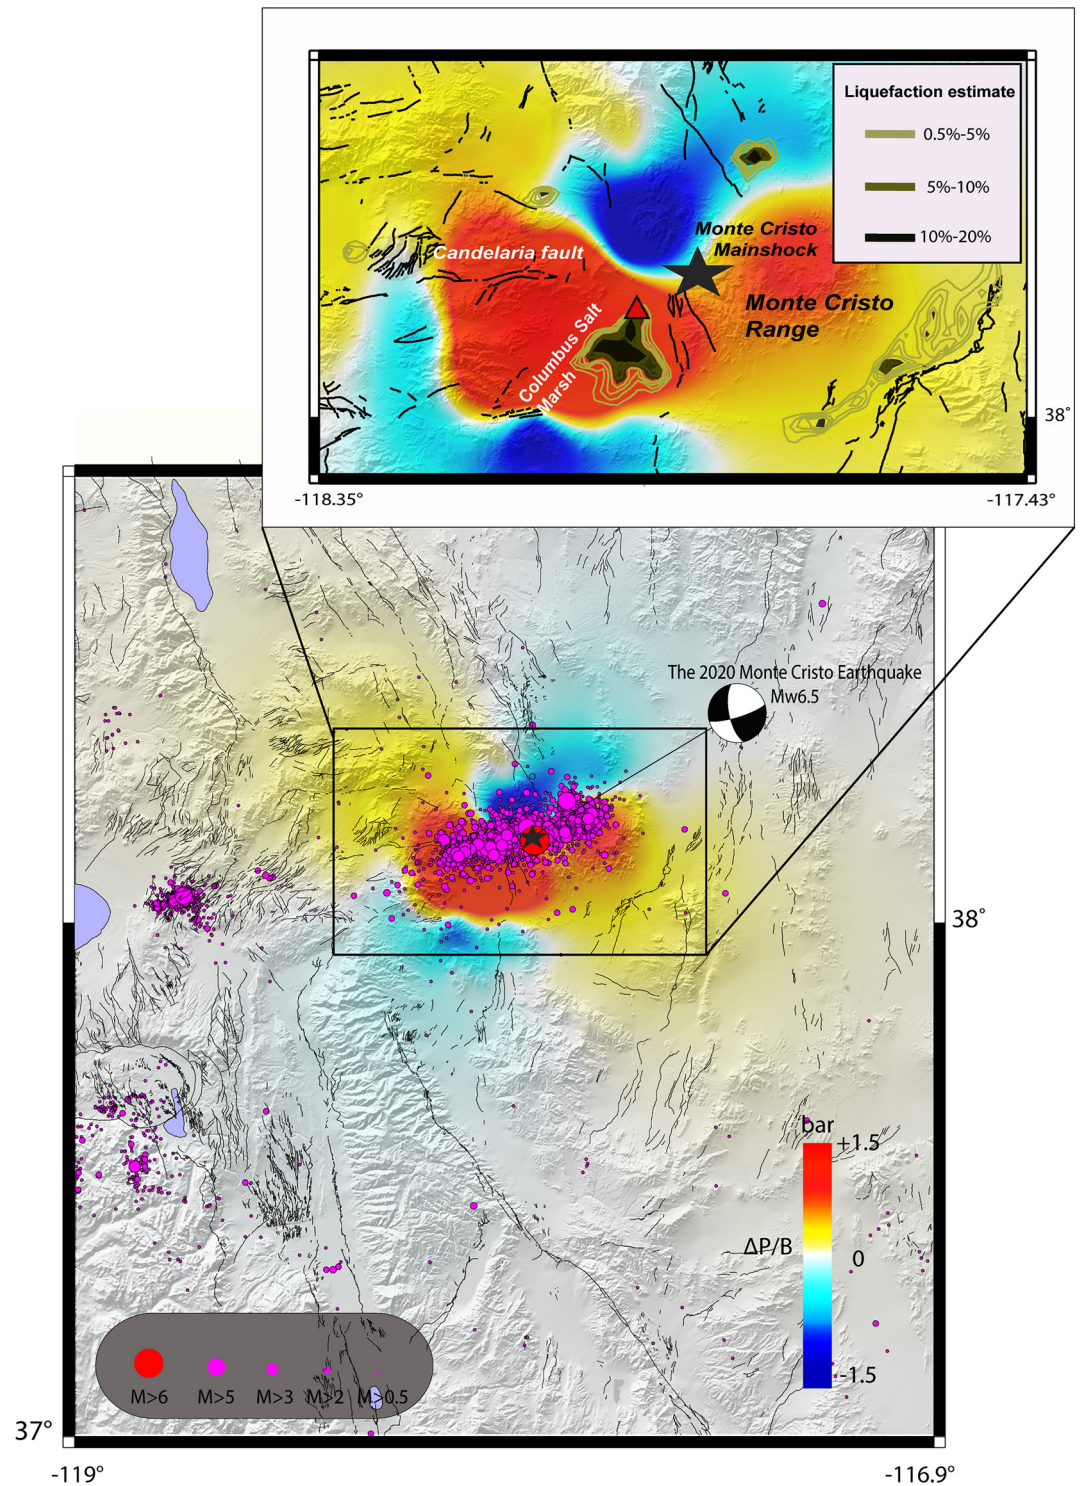 Liquefaction estimate
0.5%-5%
5%-10%
10%-20%
Monte Cristo
Mainshock
Candelaria fault
Monte Cristo
Range
Columbus Salt
Marsh
38°
-118.35°
-117.43°
The 2020 Monte Cristo Earthquake
Mw6.5
38°
bar
+1.5
ΔP/B
0
-1.5
M>6
M>5
M>3
M>2
M>0.5
37°
-119°
-116.9°